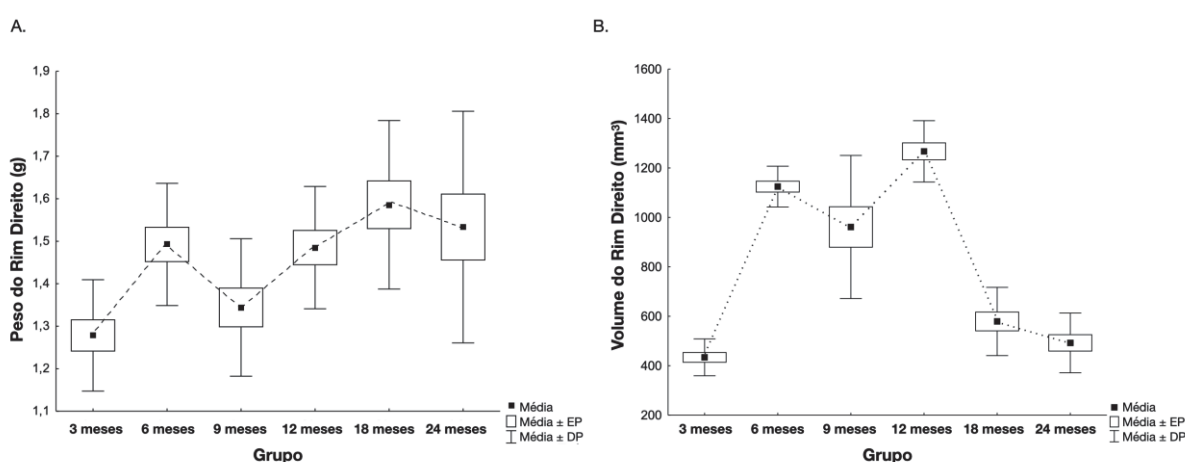 A.
1,9
1,8
1,7
1,6
1,5
1,4
1,3
1,2
1,1
Peso do Rim Direito (g)
3 meses 6 meses 9 meses 12 meses 18 meses 24 meses
Grupo
Média
Média ± EP
Média ± DP
B.
1600
1400
1200
1000
800
600
400
200
Volume do Rim Direito (mm³)
3 meses 6 meses 9 meses 12 meses 18 meses 24 meses
Grupo
Média
Média ± EP
Média ± DP